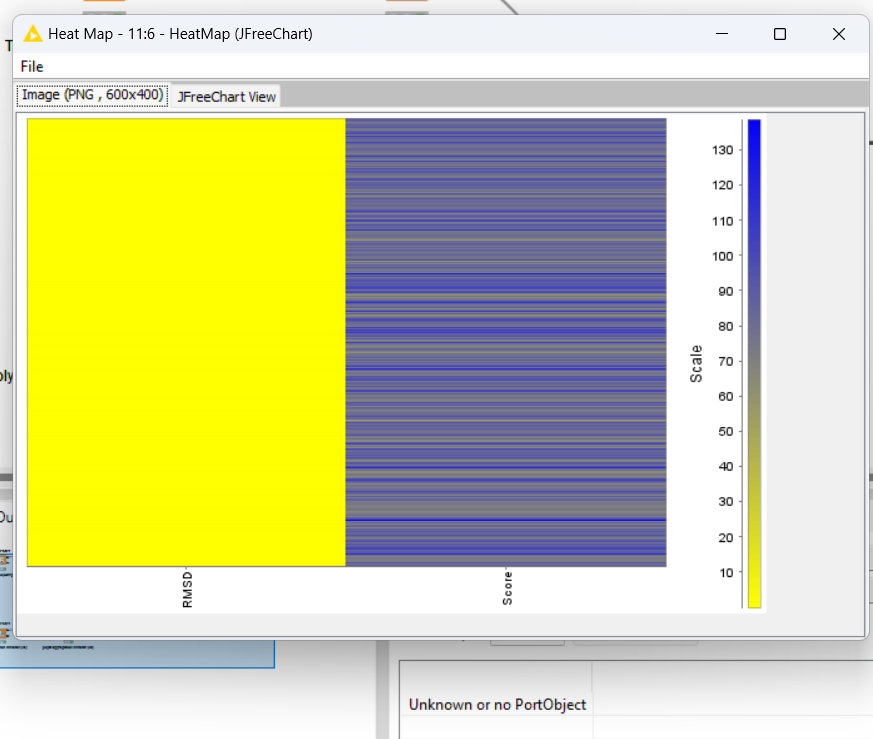 Heat Map - 11:6 - HeatMap (JFreeChart)
File
Image (PNG , 600x400)
JFreeChart View
130
120
110
100
90
80
70
60
50
40
30
20
10
Scale
RMSD
Score
Unknown or no PortObject